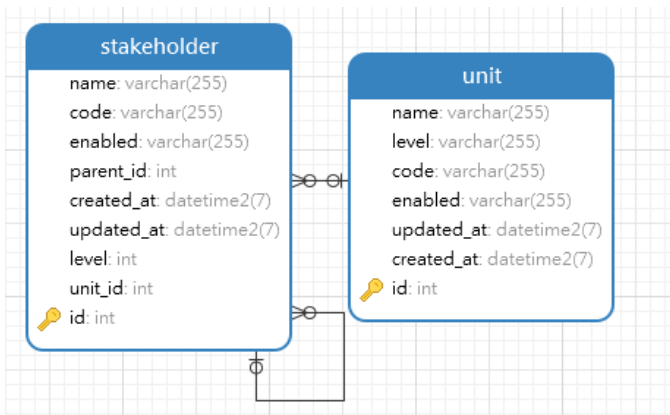 stakeholder
name: varchar(255)
code: varchar(255)
enabled: varchar(255)
parent_id: int
created_at: datetime2(7)
updated_at: datetime2(7)
level: int
unit_id: int
id: int
unit
name: varchar(255)
level: varchar(255)
code: varchar(255)
enabled: varchar(255)
updated_at: datetime2(7)
created_at: datetime2(7)
id: int